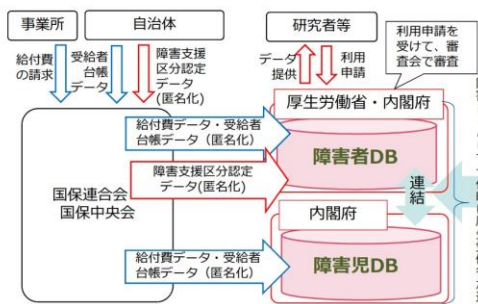 事業所
自治体
研究者等
利用申請を
受けて、審
査会で審査
給付費
の請求
受給者
台帳
データ
障害支援
区分認定
データ
(匿名化)
データ
提供
利用
申請
厚生労働省・内閣府
給付費データ・受給者
台帳データ(匿名化)
障害者DB
障害支援区分認定
データ(匿名化)
国保連合会
国保中央会
連結
内閣府
給付費データ・受給者
台帳データ(匿名化)
障害児DB